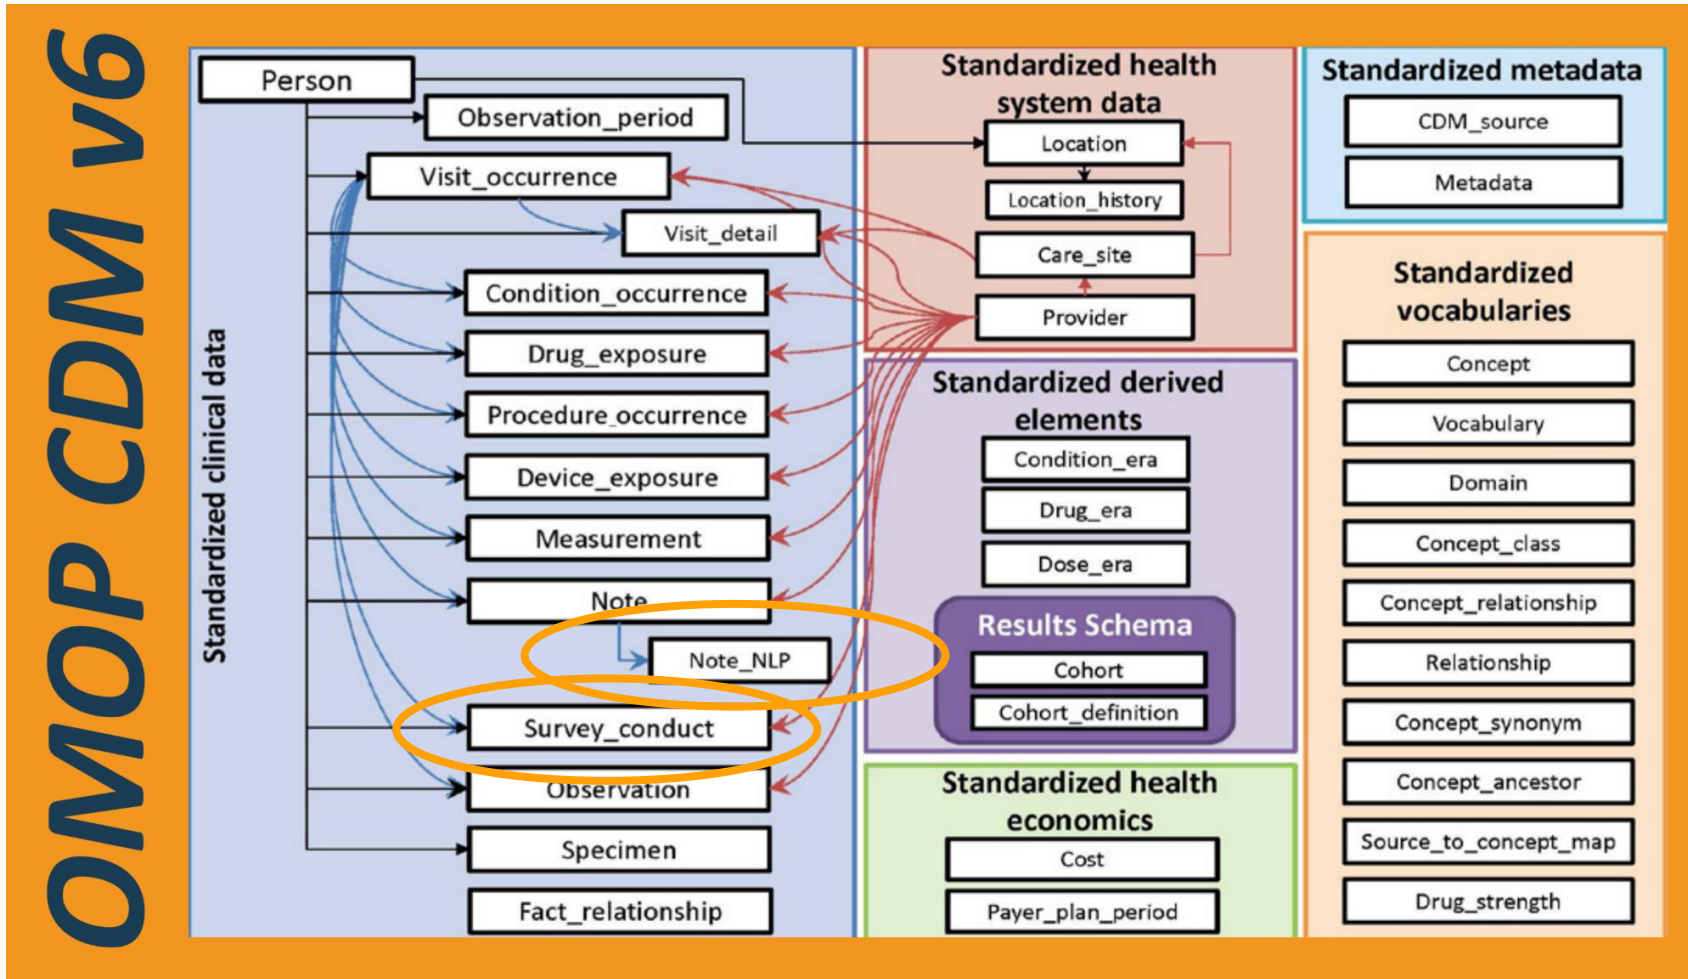 OMOP CDM v6
Standardized clinical data
Person
Observation_period
Visit_occurrence
Visit_detail
Condition_occurrence
Drug_exposure
Procedure_occurrence
Device_exposure
Measurement
Note
Note_NLP
Survey_conduct
Observation
Specimen
Fact_relationship
Standardized health
system data
Location
Location_history
Care_site
Provider
Standardized derived
elements
Condition_era
Drug_era
Dose_era
Results Schema
Cohort
Cohort_definition
Standardized health
economics
Cost
Payer_plan_period
Standardized metadata
CDM_source
Metadata
Standardized
vocabularies
Concept
Vocabulary
Domain
Concept_class
Concept_relationship
Relationship
Concept_synonym
Concept_ancestor
Source_to_concept_map
Drug_strength